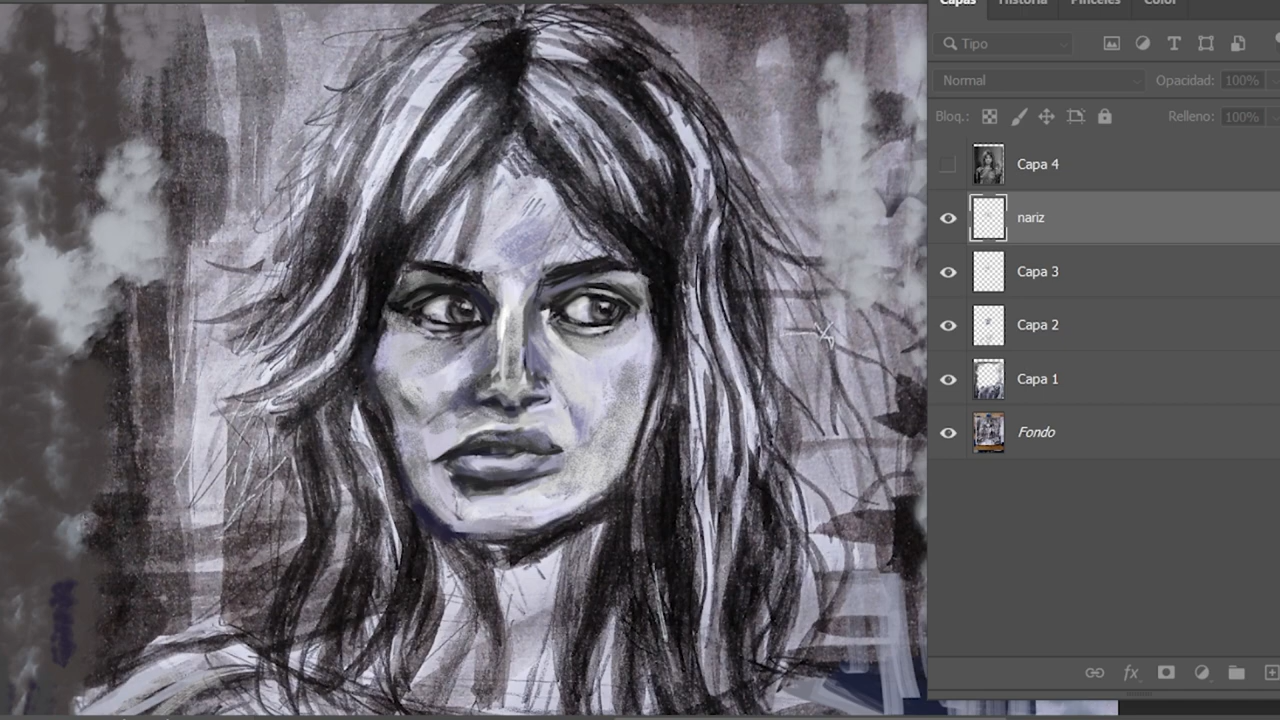 Capas Historia Pinceles Color
Tipo
Normal Opacidad: 100%
Bloq.: Relleno: 100%
Capa 4
nariz
Capa 3
Capa 2
Capa 1
Fondo
fx